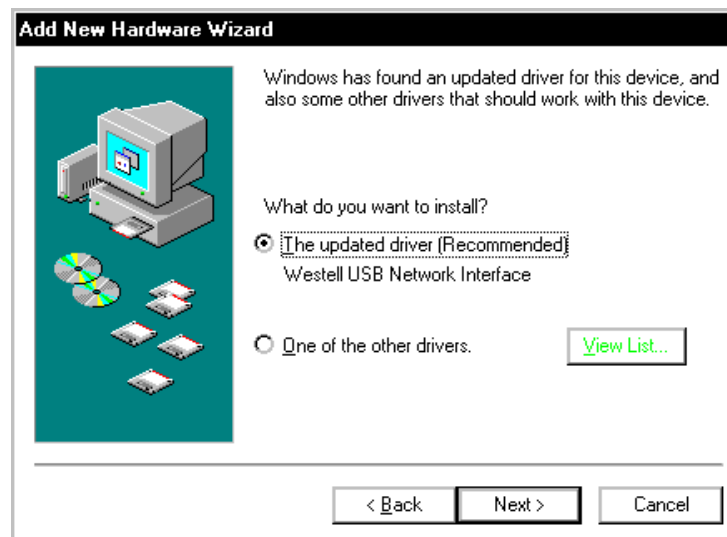 Add New Hardware Wizard
Windows has found an updated driver for this device, and
also some other drivers that should work with this device.
What do you want to install?
The updated driver (Recommended)
Westell USB Network Interface
One of the other drivers.
View List...
< Back
Next >
Cancel